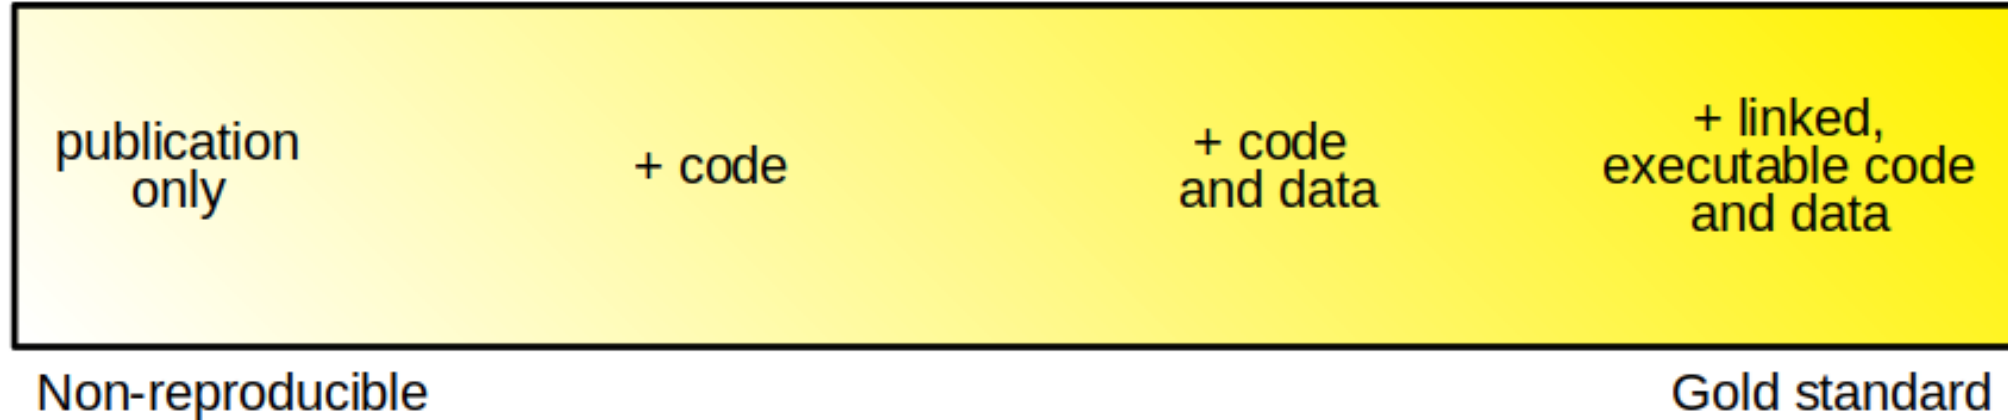 publication
only
+ code
+ code
and data
+ linked,
executable code
and data
Non-reproducible
Gold standard